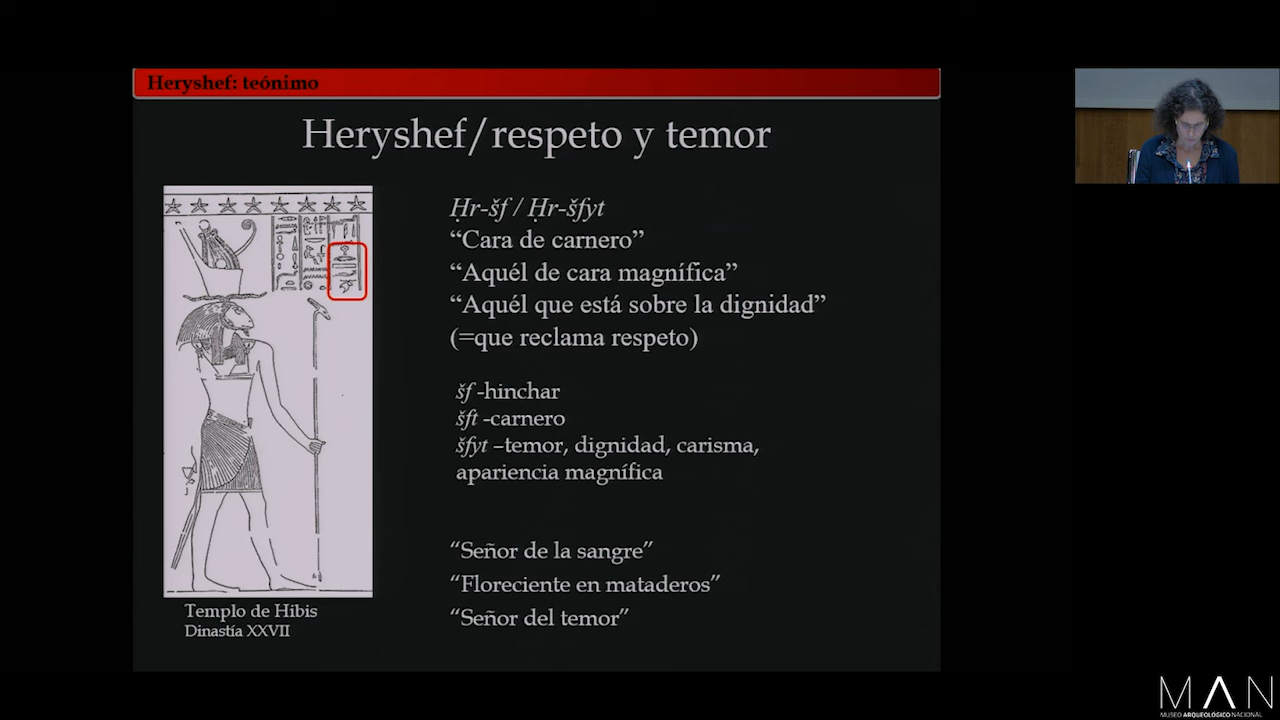 Heryshef: teónimo
Heryshef/respeto y temor
Ḥr-šf / Ḥr-šfyt
“Cara de carnero”
“Aquél de cara magnífica”
“Aquél que está sobre la dignidad”
(=que reclama respeto)
šf -hinchar
šft -carnero
šfyt –temor, dignidad, carisma,
apariencia magnífica
“Señor de la sangre”
“Floreciente en mataderos”
“Señor del temor”
Templo de Hibis
Dinastía XXVII
MAN
MUSEO ARQUEOLÓGICO NACIONAL